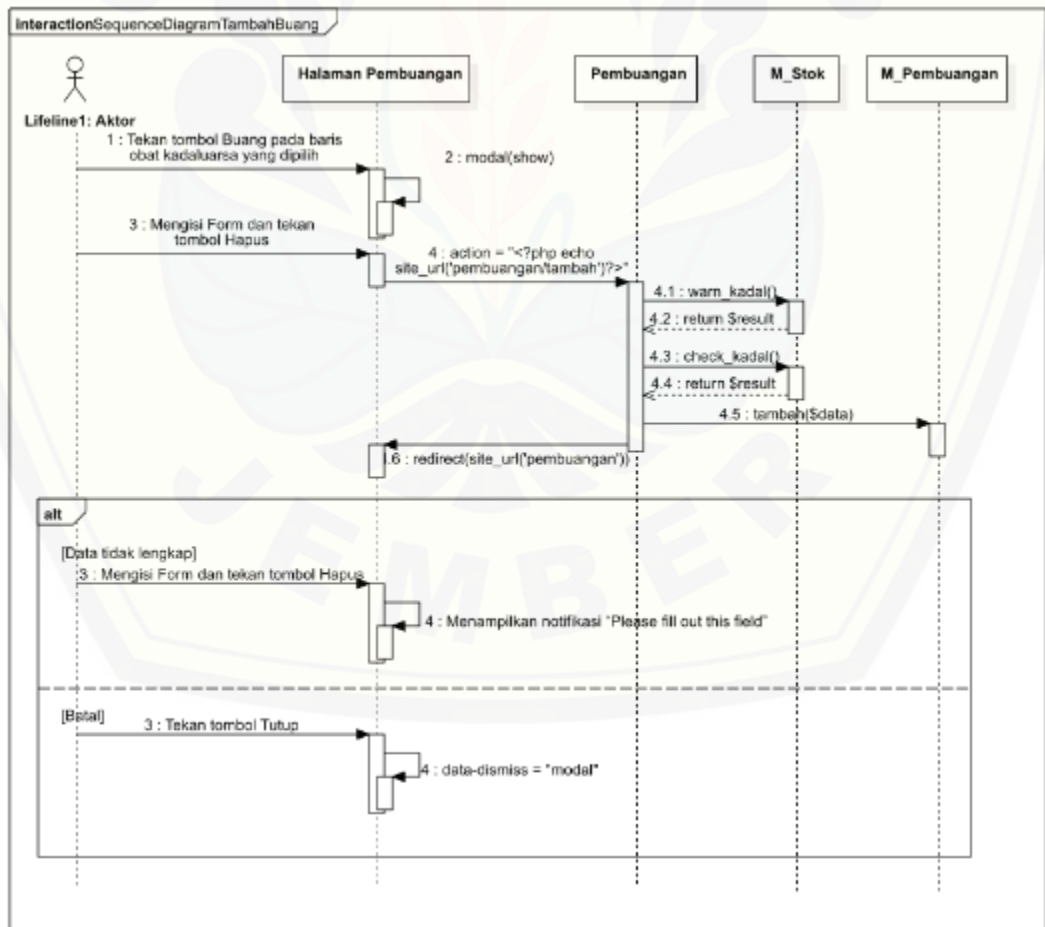 interactionSequenceDiagramTambahBuang
Halaman Pembuangan
Pembuangan
M_Stok
M_Pembuangan
Lifeline1: Aktor
1 : Tekan tombol Buang pada baris
obat kadaluarsa yang dipilih
2 : modal(show)
3 : Mengisi Form dan tekan
tombol Hapus
4 : action = "<?php echo
site_url('pembuangan/tambah')?>"
4.1 : warn_kadal()
4.2 : return $result
4.3 : check_kadal()
4.4 : return $result
4.5 : tambah($data)
.6 : redirect(site_url('pembuangan'))
alt
[Data tidak lengkap]
3 : Mengisi Form dan tekan tombol Hapus
4 : Menampilkan notifikasi "Please fill out this field"
[Batal]
3 : Tekan tombol Tutup
4 : data-dismiss = "modal"
JEMBER